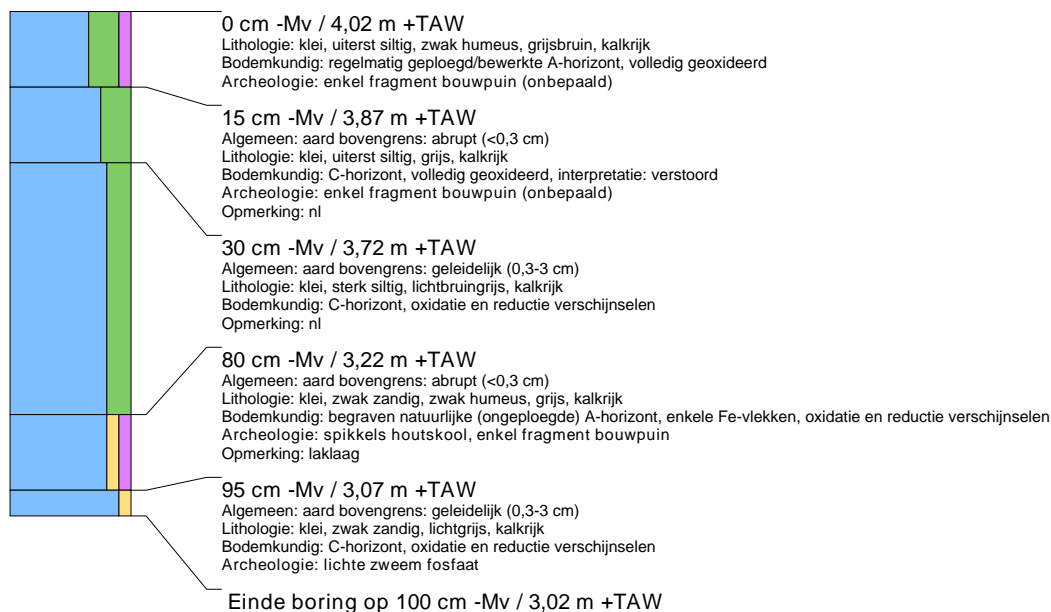 0 cm -Mv / 4,02 m +TAW
Lithologie: klei, uiterst siltig, zwak humeus, grijsbruin, kalkrijk
Bodemkundig: regelmatig geploegd/bewerkte A-horizont, volledig geoxideerd
Archeologie: enkel fragment bouwpuin (onbepaald)
15 cm -Mv / 3,87 m +TAW
Algemeen: aard bovengrens: abrupt (<0,3 cm)
Lithologie: klei, uiterst siltig, grijs, kalkrijk
Bodemkundig: C-horizont, volledig geoxideerd, interpretatie: verstoord
Archeologie: enkel fragment bouwpuin (onbepaald)
Opmerking: nl
30 cm -Mv / 3,72 m +TAW
Algemeen: aard bovengrens: geleidelijk (0,3-3 cm)
Lithologie: klei, sterk siltig, lichtbruingrijs, kalkrijk
Bodemkundig: C-horizont, oxidatie en reductie verschijnselen
Opmerking: nl
80 cm -Mv / 3,22 m +TAW
Algemeen: aard bovengrens: abrupt (<0,3 cm)
Lithologie: klei, zwak zandig, zwak humeus, grijs, kalkrijk
Bodemkundig: begraven natuurlijke (ongeploegde) A-horizont, enkele Fe-vlekken, oxidatie en reductie verschijnselen
Archeologie: spikkels houtskool, enkel fragment bouwpuin
Opmerking: laklaag
95 cm -Mv / 3,07 m +TAW
Algemeen: aard bovengrens: geleidelijk (0,3-3 cm)
Lithologie: klei, zwak zandig, lichtgrijs, kalkrijk
Bodemkundig: C-horizont, oxidatie en reductie verschijnselen
Archeologie: lichte zweem fosfaat
Einde boring op 100 cm -Mv / 3,02 m +TAW